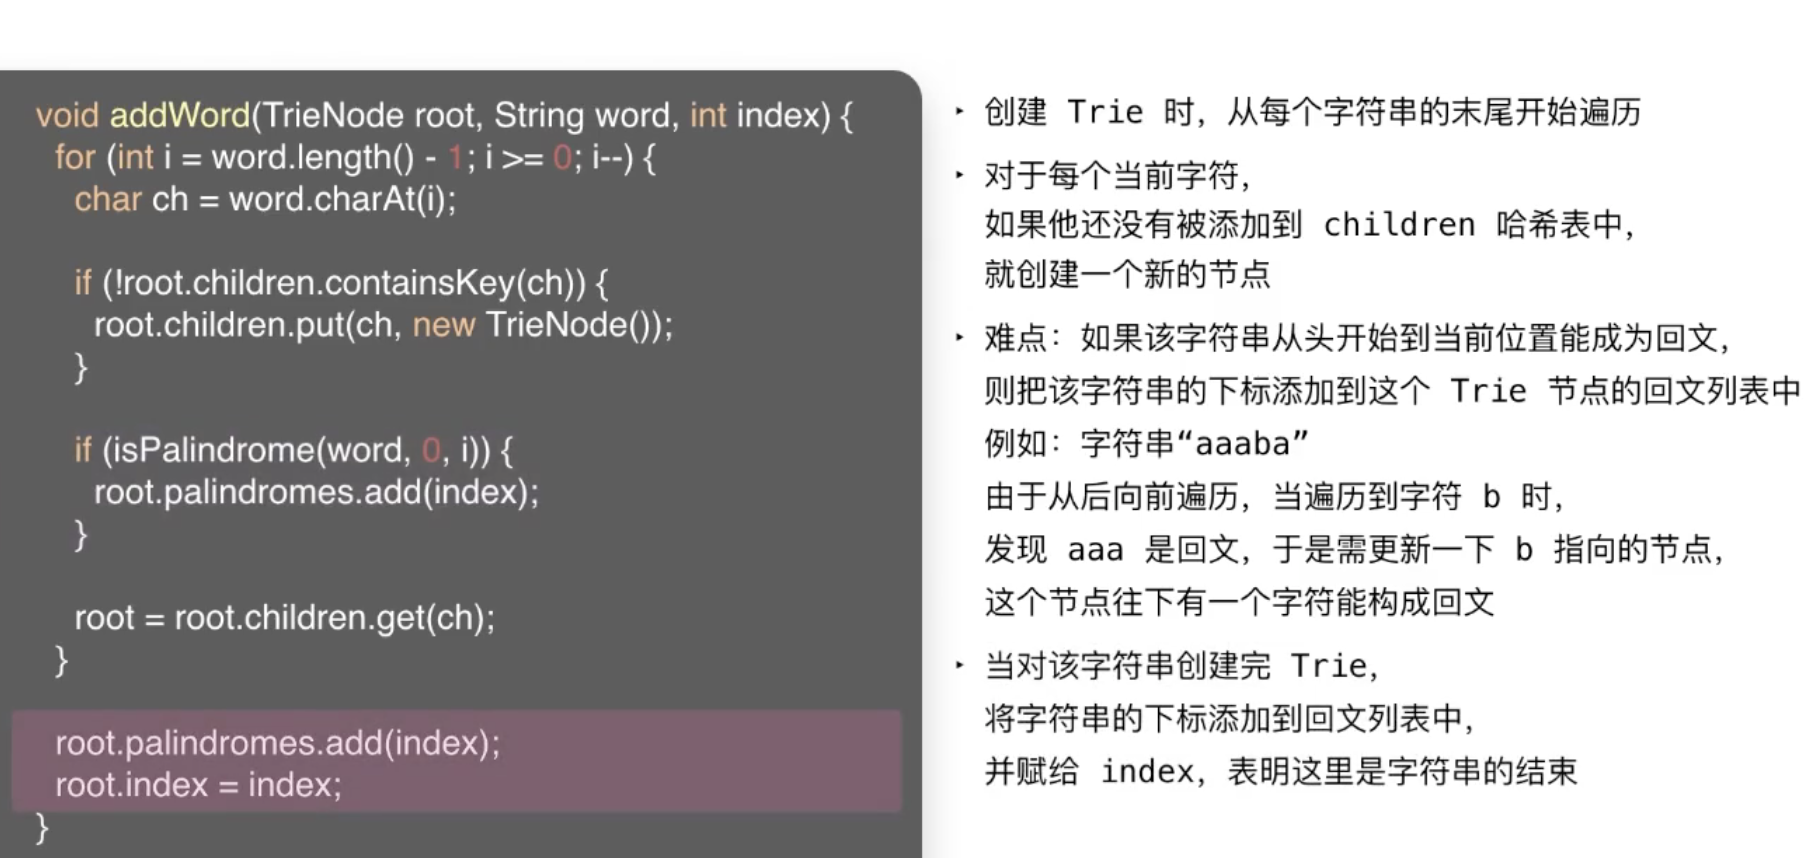 void addWord(TrieNode root, String word, int index) {
for (int i = word.length() - 1; i >= 0; i--) {
char ch = word.charAt(i);
if (!root.children.containsKey(ch)) {
root.children.put(ch, new TrieNode());
}
if (isPalindrome(word, 0, i)) {
root.palindromes.add(index);
}
root = root.children.get(ch);
}
root.palindromes.add(index);
root.index = index;
}
‣ 创建 Trie 时，从每个字符串的末尾开始遍历
‣ 对于每个当前字符，
如果他还没有被添加到 children 哈希表中，
就创建一个新的节点
‣ 难点：如果该字符串从头开始到当前位置能成为回文，
则把该字符串的下标添加到这个 Trie 节点的回文列表中
例如：字符串“aaaba”
由于从后向前遍历，当遍历到字符 b 时，
发现 aaa 是回文，于是需更新一下 b 指向的节点，
这个节点往下有一个字符能构成回文
‣ 当对该字符串创建完 Trie，
将字符串的下标添加到回文列表中，
并赋给 index，表明这里是字符串的结束